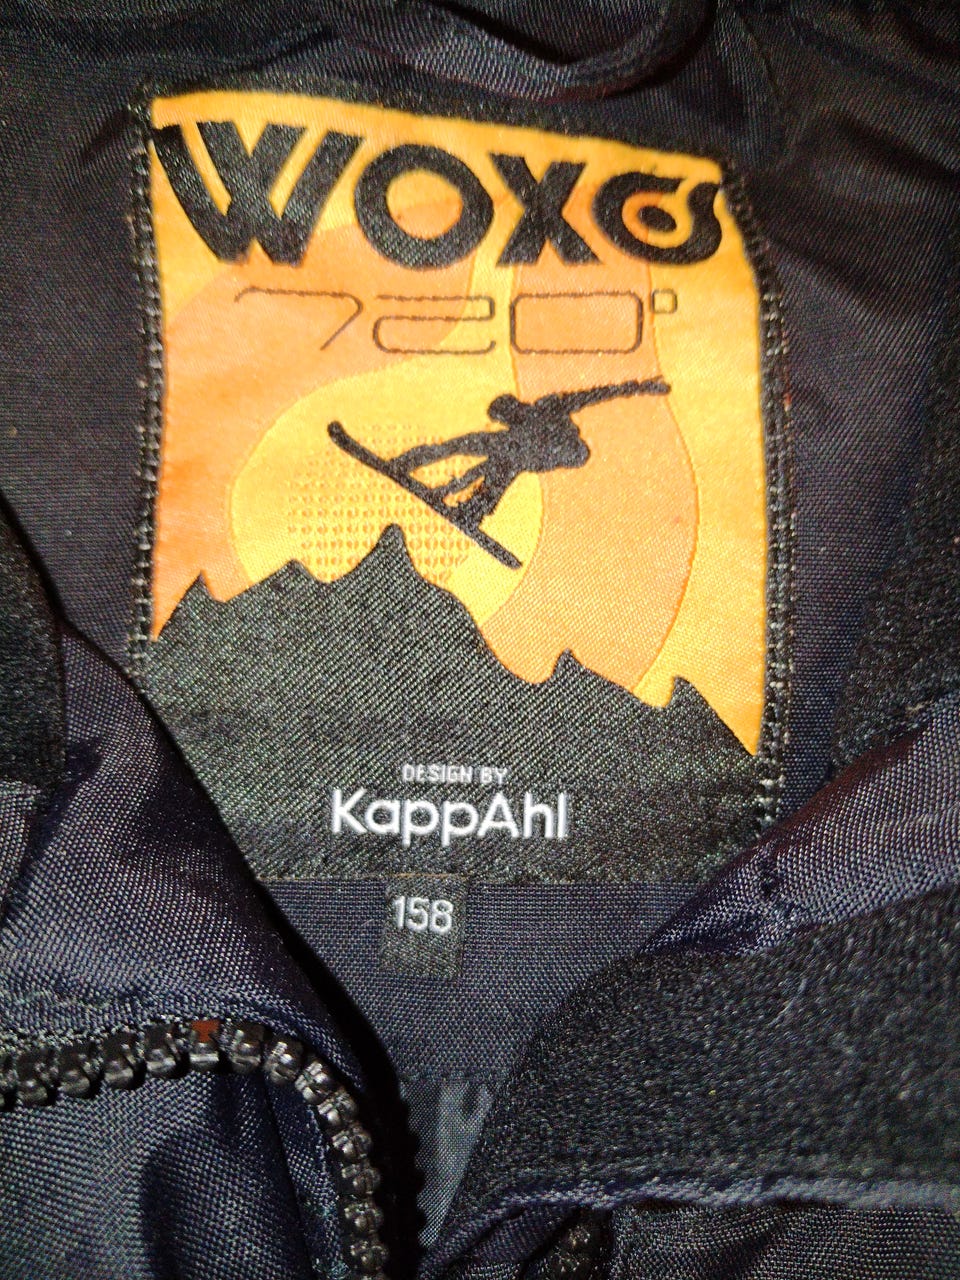 WOXO
720°
DESIGN BY
KappAhl
158